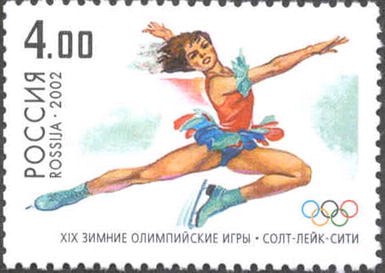 4.00
РОССИЯ
ROSSIJA • 2002
XIX ЗИМНИЕ ОЛИМПИЙСКИЕ ИГРЫ • СОЛТ-ЛЕЙК-СИТИ